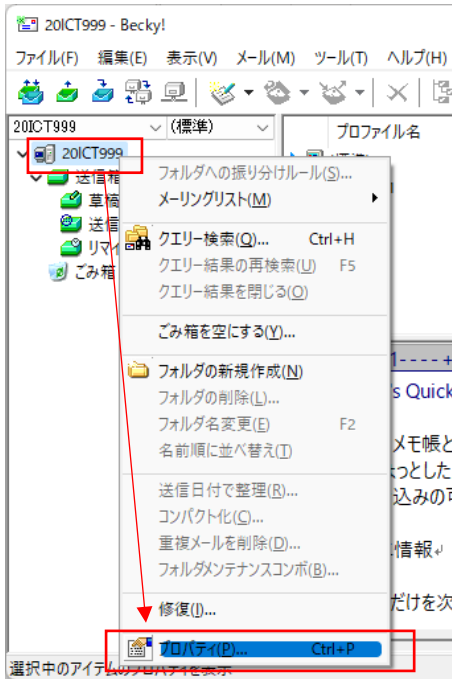 20ICT999 - Becky!
ファイル(F) 編集(E) 表示(V) メール(M) ツール(T) ヘルプ(H)
20ICT999 (標準) プロファイル名
20ICT999
送信箱
草稿
送信
リマイ
ごみ箱
フォルダへの振り分けルール(S)...
メーリングリスト(M)
クエリー検索(Q)... Ctrl+H
クエリー結果の再検索(U) F5
クエリー結果を閉じる(O)
ごみ箱を空にする(Y)...
フォルダの新規作成(N)
フォルダの削除(L)...
フォルダ名変更(E) F2
名前順に並べ替え(T)
送信日付で整理(R)...
コンパクト化(C)...
重複メールを削除(D)...
フォルダメンテナンスコンボ(B)...
修復(I)...
プロパティ(P)... Ctrl+P
1----+
's Quick
メモ帳と
っとした
込みの可
情報
だけを次
選択中のアイテムのプロパティを表示